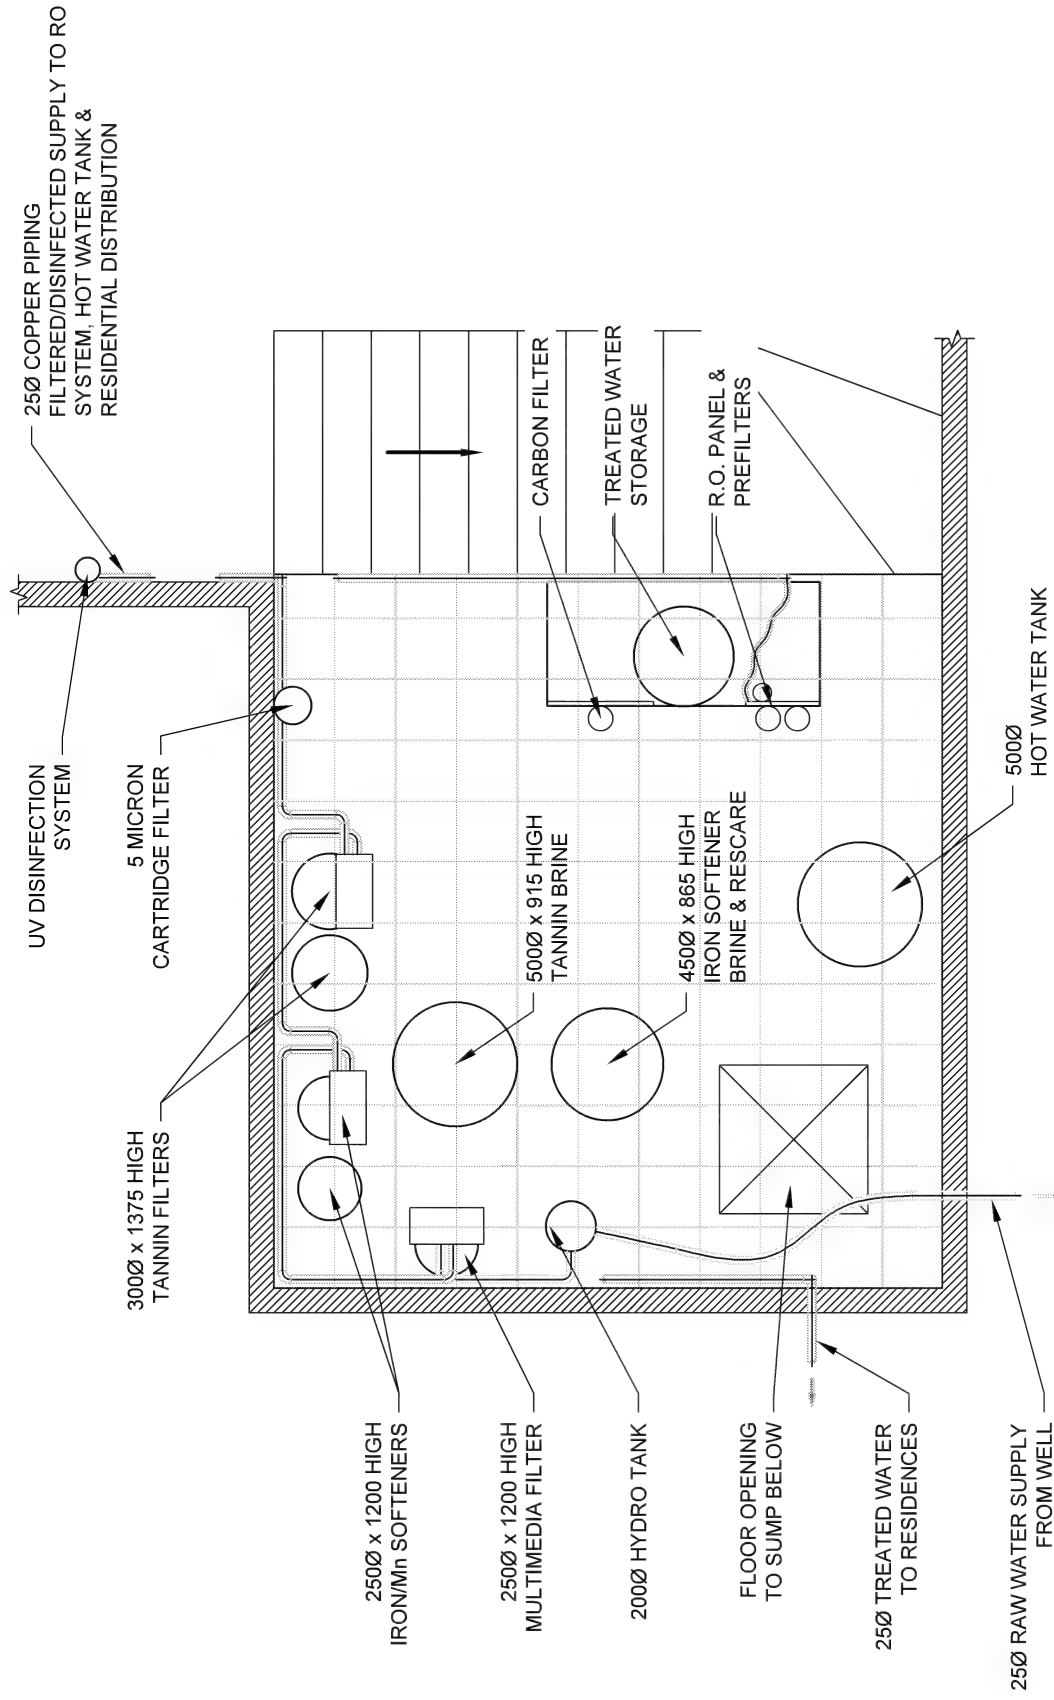 25Ø COPPER PIPING
FILTERED/DISINFECTED SUPPLY TO RO
SYSTEM, HOT WATER TANK &
RESIDENTIAL DISTRIBUTION
UV DISINFECTION
SYSTEM
5 MICRON
CARTRIDGE FILTER
300Ø x 1375 HIGH
TANNIN FILTERS
250Ø x 1200 HIGH
IRON/Mn SOFTENERS
250Ø x 1200 HIGH
MULTIMEDIA FILTER
200Ø HYDRO TANK
FLOOR OPENING
TO SUMP BELOW
25Ø TREATED WATER
TO RESIDENCES
25Ø RAW WATER SUPPLY
FROM WELL
500Ø x 915 HIGH
TANNIN BRINE
450Ø x 865 HIGH
IRON SOFTENER
BRINE & RESCARE
CARBON FILTER
TREATED WATER
STORAGE
R.O. PANEL &
PREFILTERS
500Ø
HOT WATER TANK